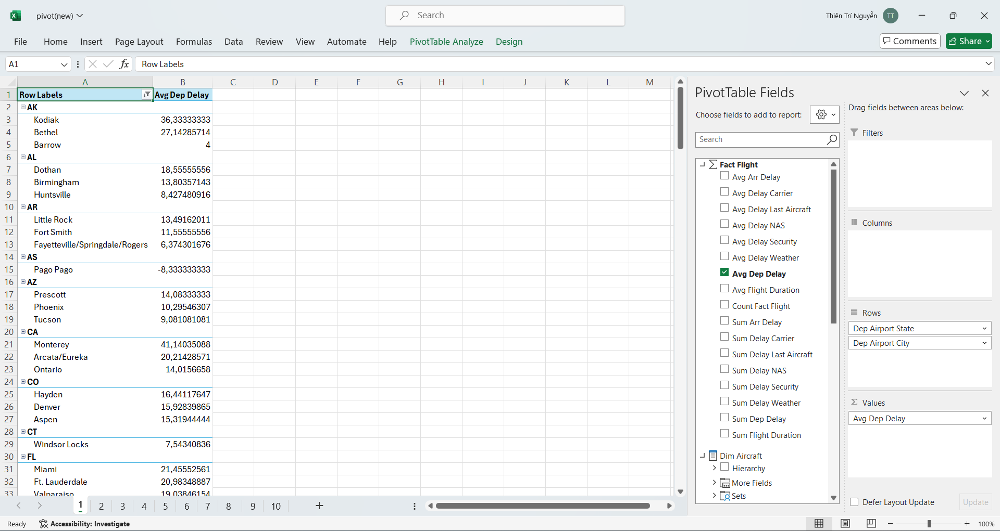 pivot(new)
Search
Thiện Trí Nguyễn
TT
File Home Insert Page Layout Formulas Data Review View Automate Help PivotTable Analyze Design
Comments
Share
A1
fx
Row Labels
A B C D E F G H I J K L M
1 Row Labels Avg Dep Delay
2 AK
3 Kodiak 36,33333333
4 Bethel 27,14285714
5 Barrow 4
6 AL
7 Dothan 18,55555556
8 Birmingham 13,80357143
9 Huntsville 8,427480916
10 AR
11 Little Rock 13,49162011
12 Fort Smith 11,55555556
13 Fayetteville/Springdale/Rogers 6,374301676
14 AS
15 Pago Pago -8,333333333
16 AZ
17 Prescott 14,08333333
18 Phoenix 10,29546307
19 Tucson 9,081081081
20 CA
21 Monterey 41,14035088
22 Arcata/Eureka 20,21428571
23 Ontario 14,0156658
24 CO
25 Hayden 16,44117647
26 Denver 15,92839865
27 Aspen 15,31944444
28 CT
29 Windsor Locks 7,54340836
30 FL
31 Miami 21,45552561
32 Ft. Lauderdale 20,98348887
33 Valparaiso 19,03846154
PivotTable Fields
Choose fields to add to report:
Search
Fact Flight
Avg Arr Delay
Avg Delay Carrier
Avg Delay Last Aircraft
Avg Delay NAS
Avg Delay Security
Avg Delay Weather
Avg Dep Delay
Avg Flight Duration
Count Fact Flight
Sum Arr Delay
Sum Delay Carrier
Sum Delay Last Aircraft
Sum Delay NAS
Sum Delay Security
Sum Delay Weather
Sum Dep Delay
Sum Flight Duration
Dim Aircraft
Hierarchy
More Fields
Sets
Drag fields between areas below:
Filters
Columns
Rows
Dep Airport State
Dep Airport City
Values
Avg Dep Delay
Defer Layout Update
Update
1 2 3 4 5 6 7 8 9 10
Ready
Accessibility: Investigate
100%